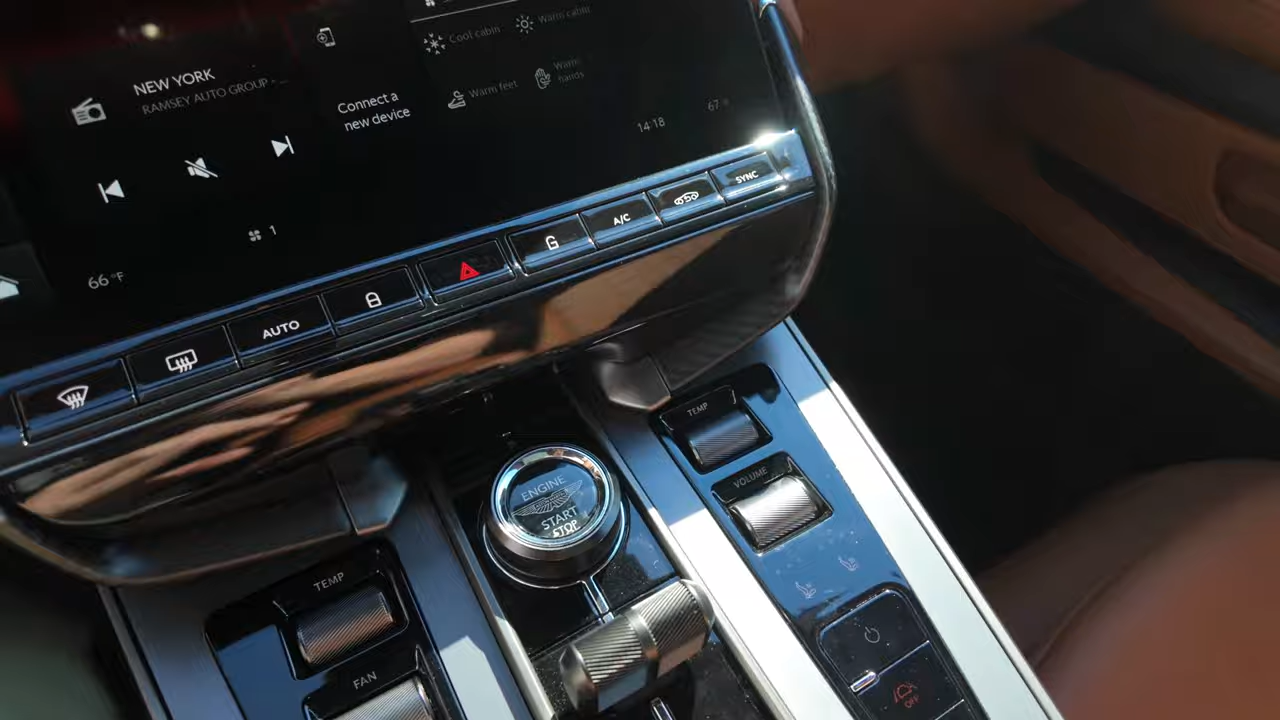 NEW YORK
RAMSEY AUTO GROUP -
Connect a
new device
Cool cabin
Warm cabin
Warm feet
Warm
hands
14:18
67°
1
66°F
AUTO
A/C
SYNC
TEMP
VOLUME
ENGINE
START
STOP
TEMP
FAN
OFF